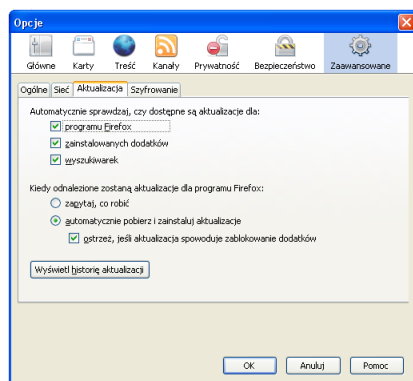 Opcje
Główne Karty Treść Kanały Prywatność Bezpieczeństwo Zaawansowane
Ogólne Sieć Aktualizacja Szyfrowanie
Automatycznie sprawdzaj, czy dostępne są aktualizacje dla:
programu Firefox
zainstalowanych dodatków
wyszukiwarek
Kiedy odnalezione zostaną aktualizacje dla programu Firefox:
zapytaj, co robić
automatycznie pobierz i zainstaluj aktualizacje
ostrzeż, jeśli aktualizacja spowoduje zablokowanie dodatków
Wyświetl historię aktualizacji
OK Anuluj Pomoc